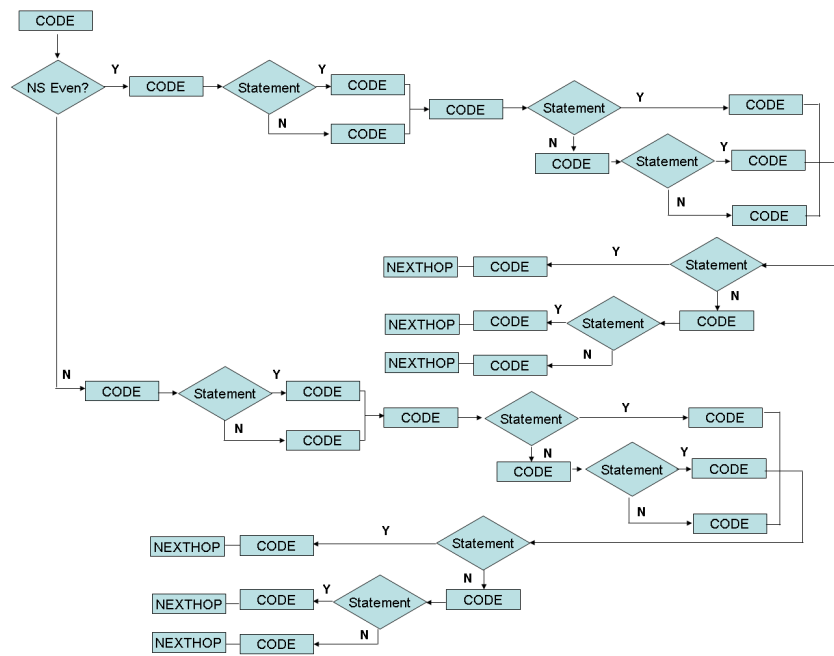 CODE
NS Even?
Y
CODE
Statement
Y
CODE
N
CODE
CODE
Statement
Y
CODE
N
CODE
Statement
Y
CODE
N
CODE
NEXTHOP
CODE
Y
Statement
N
NEXTHOP
CODE
Y
Statement
CODE
NEXTHOP
CODE
N
N
CODE
Statement
Y
CODE
N
CODE
CODE
Statement
Y
CODE
N
CODE
Statement
Y
CODE
N
CODE
NEXTHOP
CODE
Y
Statement
N
NEXTHOP
CODE
Y
Statement
CODE
NEXTHOP
CODE
N